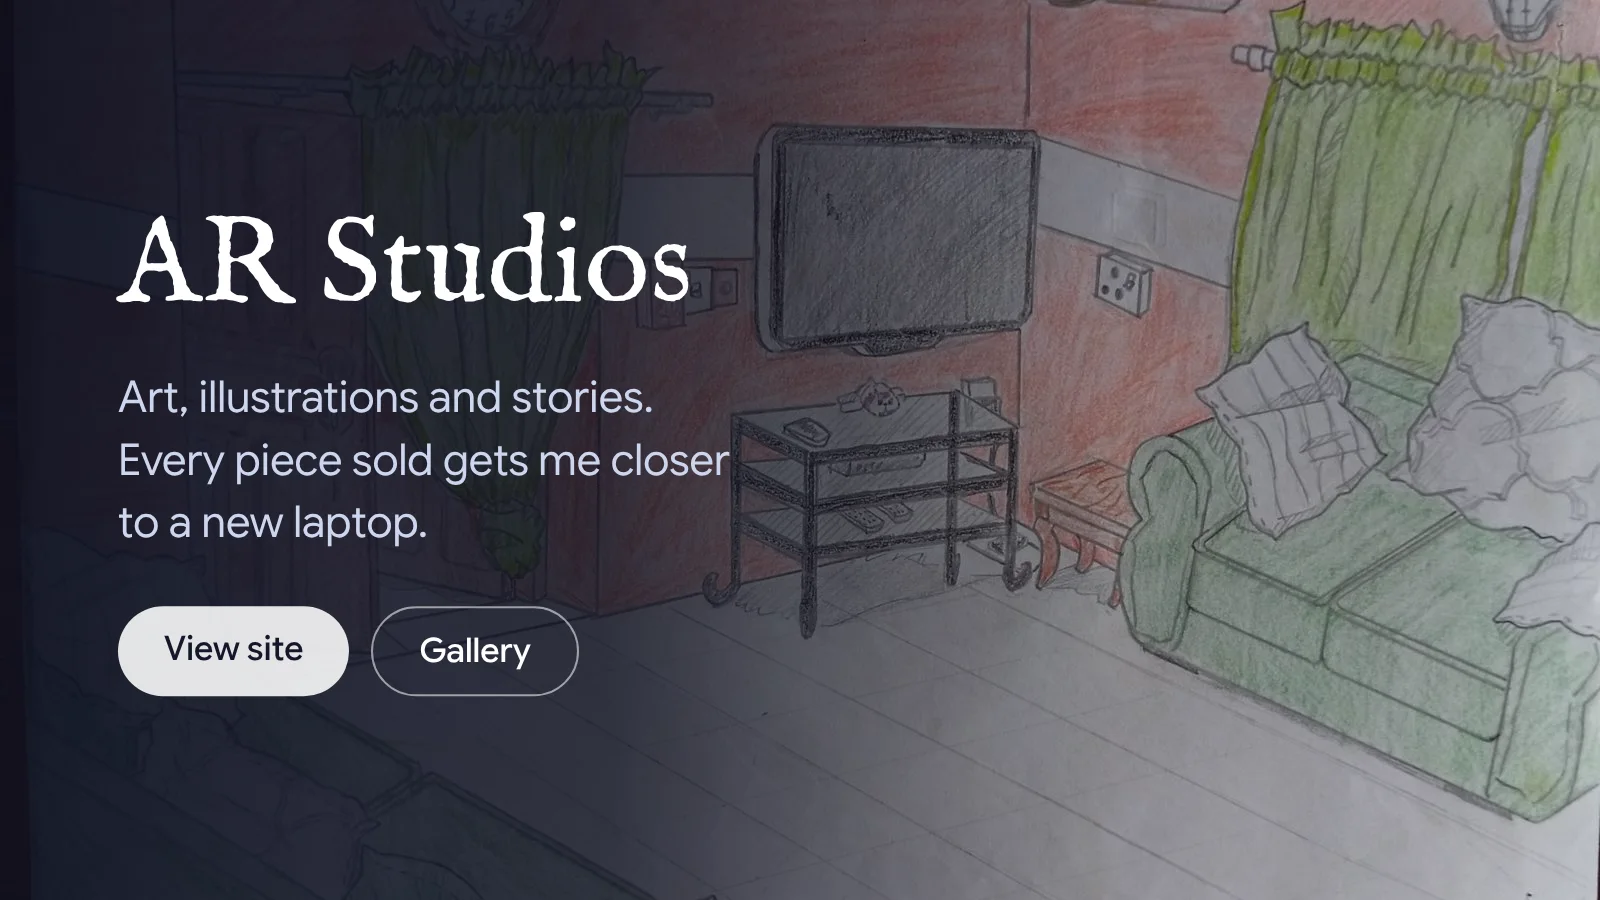 AR Studios
Art, illustrations and stories.
Every piece sold gets me closer
to a new laptop.
View site
Gallery